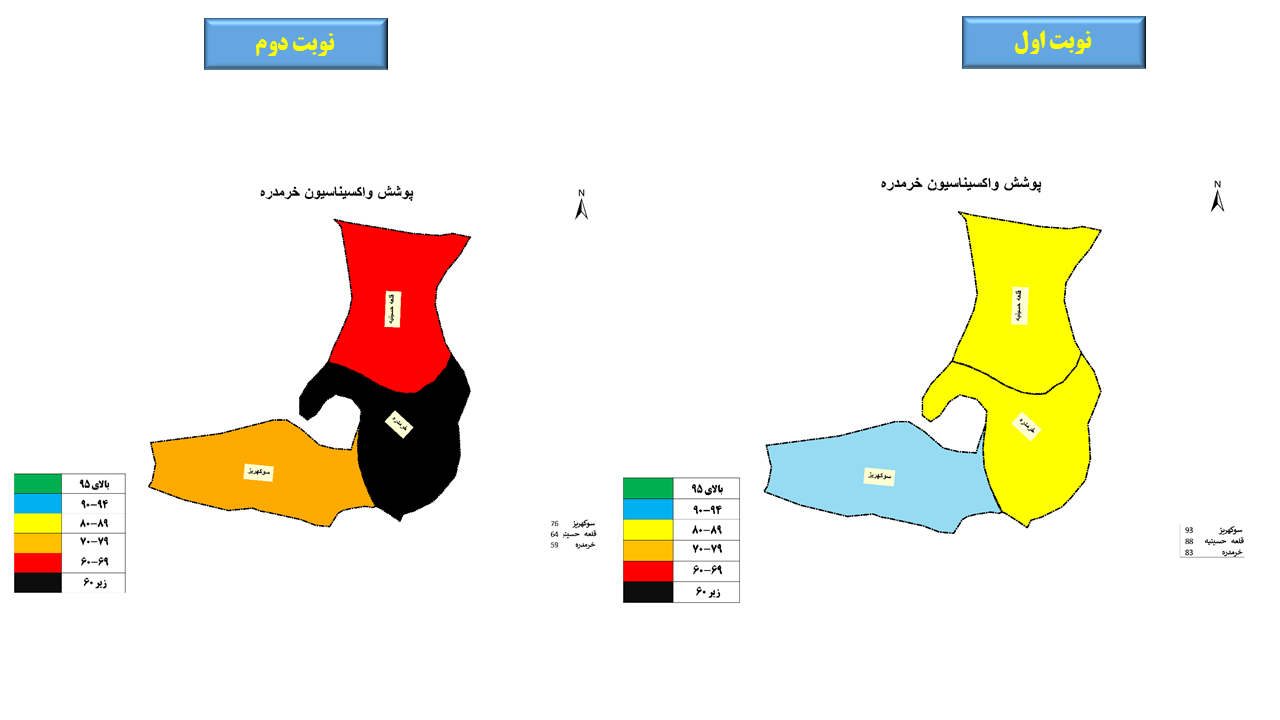 نوبت اول
پوشش واکسیناسیون خرمدره
N
قلعه حسینیه
خرمدره
سوکهریز
بالای ۹۵
۹۰-۹۴
۸۰-۸۹
۷۰-۷۹
۶۰-۶۹
زیر ۶۰
سوکهریز 93
قلعه حسینیه 88
خرمدره 83
نوبت دوم
پوشش واکسیناسیون خرمدره
N
قلعه حسینیه
خرمدره
سوکهریز
بالای ۹۵
۹۰-۹۴
۸۰-۸۹
۷۰-۷۹
۶۰-۶۹
زیر ۶۰
سوکهریز 76
قلعه حسینیه 64
خرمدره 59